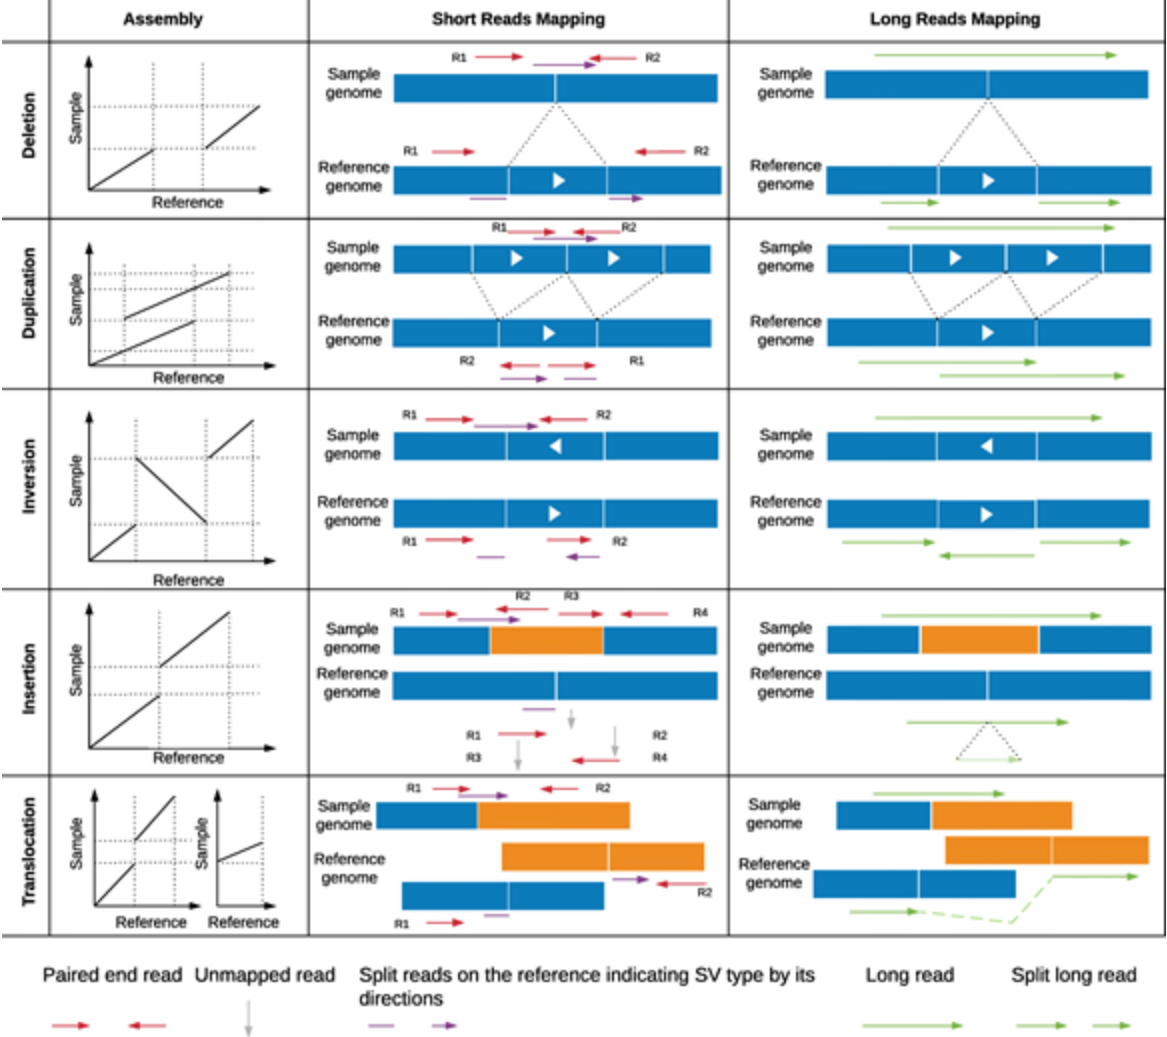 Assembly
Short Reads Mapping
Long Reads Mapping
Deletion
Sample
Reference
R1
R2
Sample
genome
R1
R2
Reference
genome
Sample
genome
Reference
genome
Duplication
Sample
Reference
R1
R2
Sample
genome
Reference
genome
R2
R1
Sample
genome
Reference
genome
Inversion
Sample
Reference
R1
R2
Sample
genome
Reference
genome
R1
R2
Sample
genome
Reference
genome
Insertion
Sample
Reference
R1
R2
R3
R4
Sample
genome
Reference
genome
R1
R2
R3
R4
Sample
genome
Reference
genome
Translocation
Sample
Reference
Sample
Reference
R1
R2
Sample
genome
Reference
genome
R2
R1
Sample
genome
Reference
genome
Paired end read
Unmapped read
Split reads on the reference indicating SV type by its
directions
Long read
Split long read